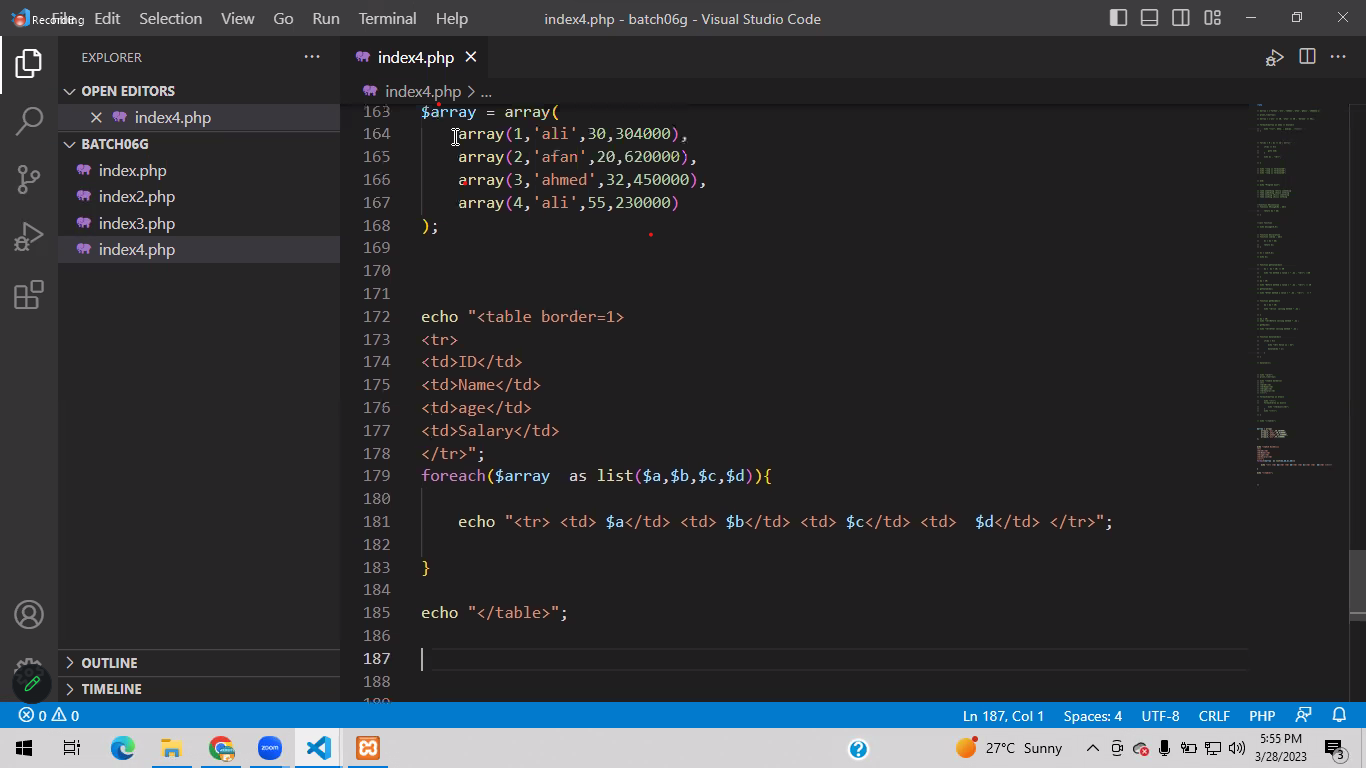 Recording
File Edit Selection View Go Run Terminal Help
index4.php - batch06g - Visual Studio Code
EXPLORER
OPEN EDITORS
index4.php
BATCH06G
index.php
index2.php
index3.php
index4.php
OUTLINE
TIMELINE
index4.php
index4.php > ...
163 $array = array(
164 array(1,'ali',30,304000),
165 array(2,'afan',20,620000),
166 array(3,'ahmed',32,450000),
167 array(4,'ali',55,230000)
168 );
169
170
171
172 echo "<table border=1>
173 <tr>
174 <td>ID</td>
175 <td>Name</td>
176 <td>age</td>
177 <td>Salary</td>
178 </tr>";
179 foreach($array  as list($a,$b,$c,$d)){
180
181 echo "<tr> <td> $a</td> <td> $b</td> <td> $c</td> <td>  $d</td> </tr>";
182
183 }
184
185 echo "</table>";
186
187
188
0 0
Ln 187, Col 1 Spaces: 4 UTF-8 CRLF PHP
zoom
27°C Sunny
5:55 PM
3/28/2023
3